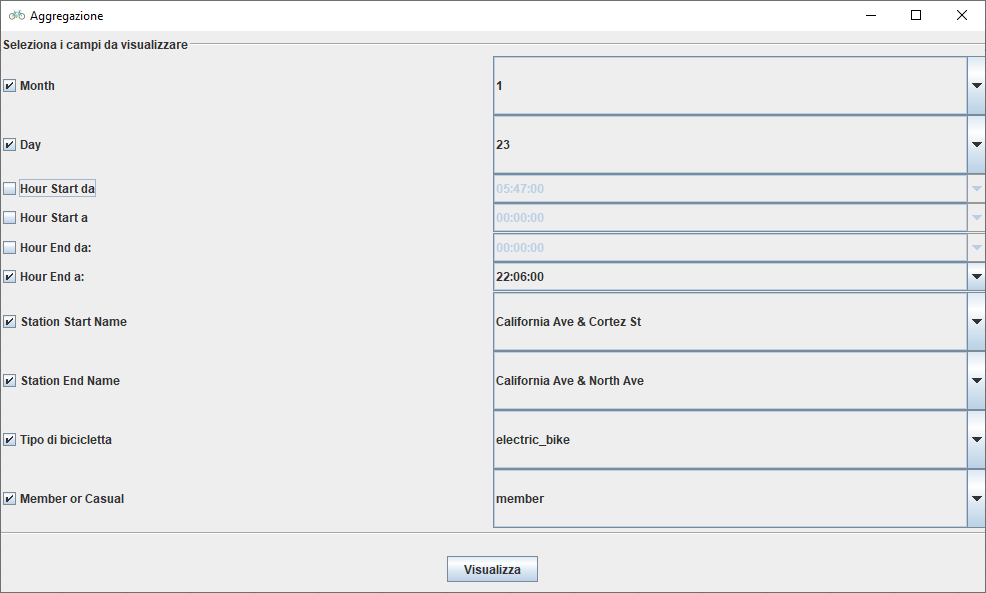 Aggregazione
Seleziona i campi da visualizzare
Month 1
Day 23
Hour Start da 05:47:00
Hour Start a 00:00:00
Hour End da: 00:00:00
Hour End a: 22:06:00
Station Start Name California Ave & Cortez St
Station End Name California Ave & North Ave
Tipo di bicicletta electric_bike
Member or Casual member
Visualizza